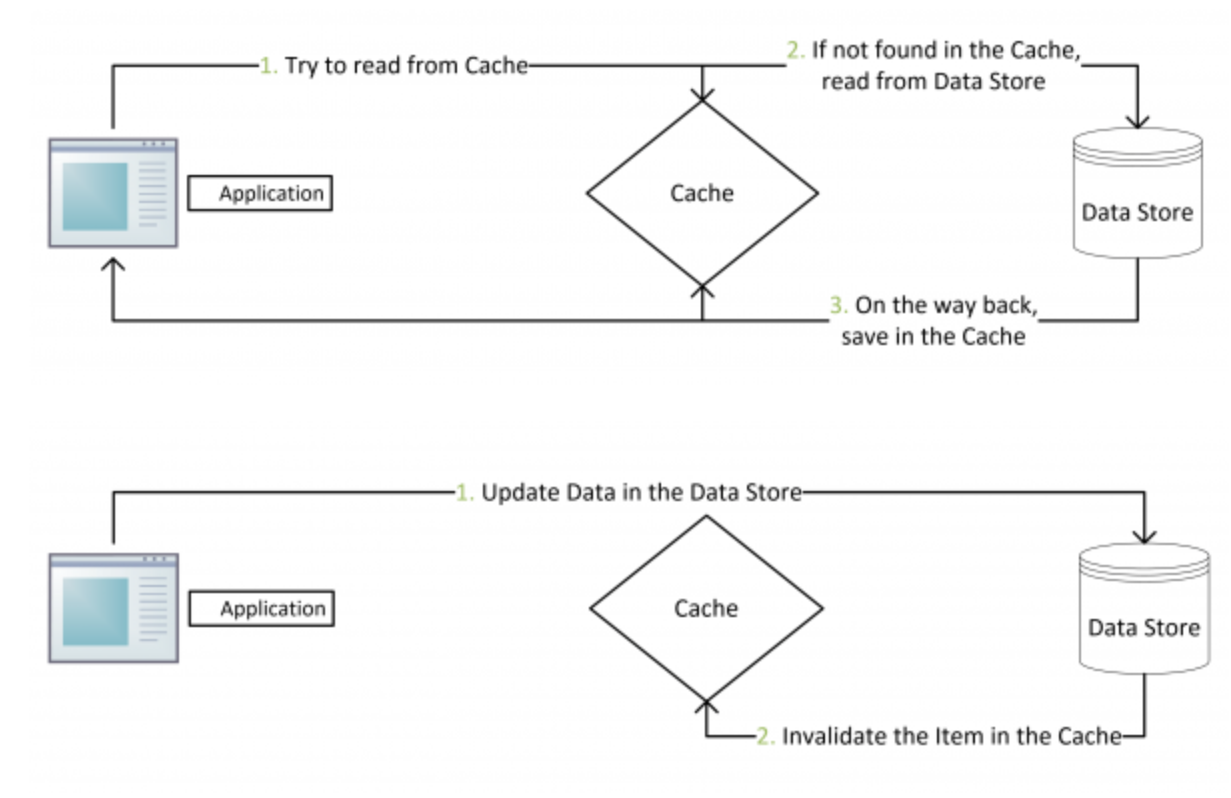 1. Try to read from Cache
2. If not found in the Cache,
read from Data Store
Application
Cache
Data Store
3. On the way back,
save in the Cache
1. Update Data in the Data Store
Application
Cache
Data Store
2. Invalidate the Item in the Cache